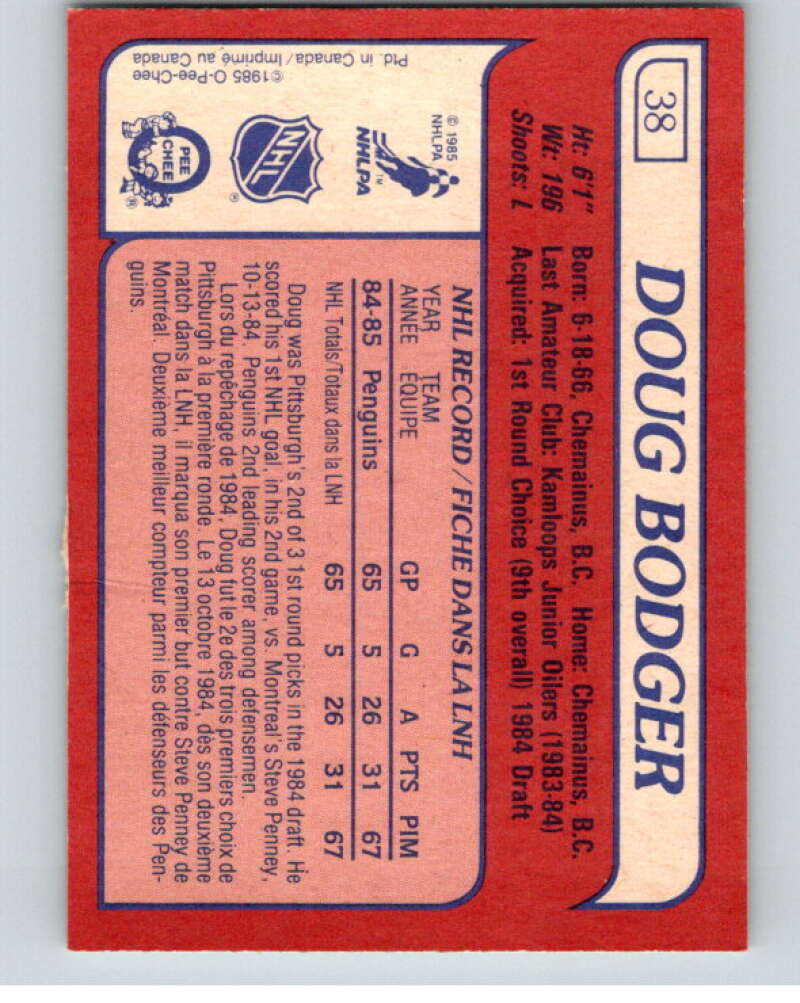 38
DOUG BODGER
Ht: 6'1" Born: 6-18-66, Chemainus, B.C. Home: Chemainus, B.C.
Wt: 196 Last Amateur Club: Kamloops Junior Oilers (1983-84)
Shoots: L Acquired: 1st Round Choice (9th overall) 1984 Draft
NHL RECORD / FICHE DANS LA LNH
YEAR TEAM
ANNÉE ÉQUIPE GP G A PTS PIM
84-85 Penguins 65 5 26 31 67
NHL Totals/Totaux dans la LNH 65 5 26 31 67
Doug was Pittsburgh's 2nd of 3 1st round picks in the 1984 draft. He
scored his 1st NHL goal, in his 2nd game, vs. Montreal's Steve Penney,
10-13-84. Penguins 2nd leading scorer among defensemen.
Lors du repêchage de 1984, Doug fut le 2e des trois premiers choix de
Pittsburgh à la première ronde. Le 13 octobre 1984, dès son deuxième
match dans la LNH, il marqua son premier but contre Steve Penney de
Montréal. Deuxième meilleur compteur parmi les défenseurs des Pen-
guins.
© 1985
NHLPA
NHLPA™
NHL
®
PEE
CHEE
®
©1985 O-Pee-Chee
Ptd. in Canada/Imprimé au Canada